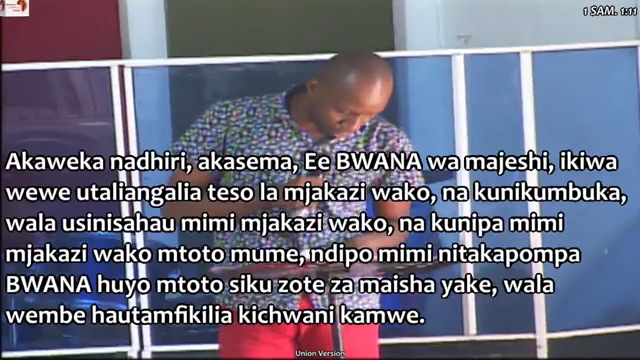 1 SAM. 1:11
Akaweka nadhiri, akasema, Ee BWANA wa majeshi, ikiwa
wewe utaliangalia teso la mjakazi wako, na kunikumbuka,
wala usinisahau mimi mjakazi wako, na kunipa mimi
mjakazi wako mtoto mume, ndipo mimi nitakapompa
BWANA huyo mtoto siku zote za maisha yake, wala
wembe hautamfikilia kichwani kamwe.
Union Version